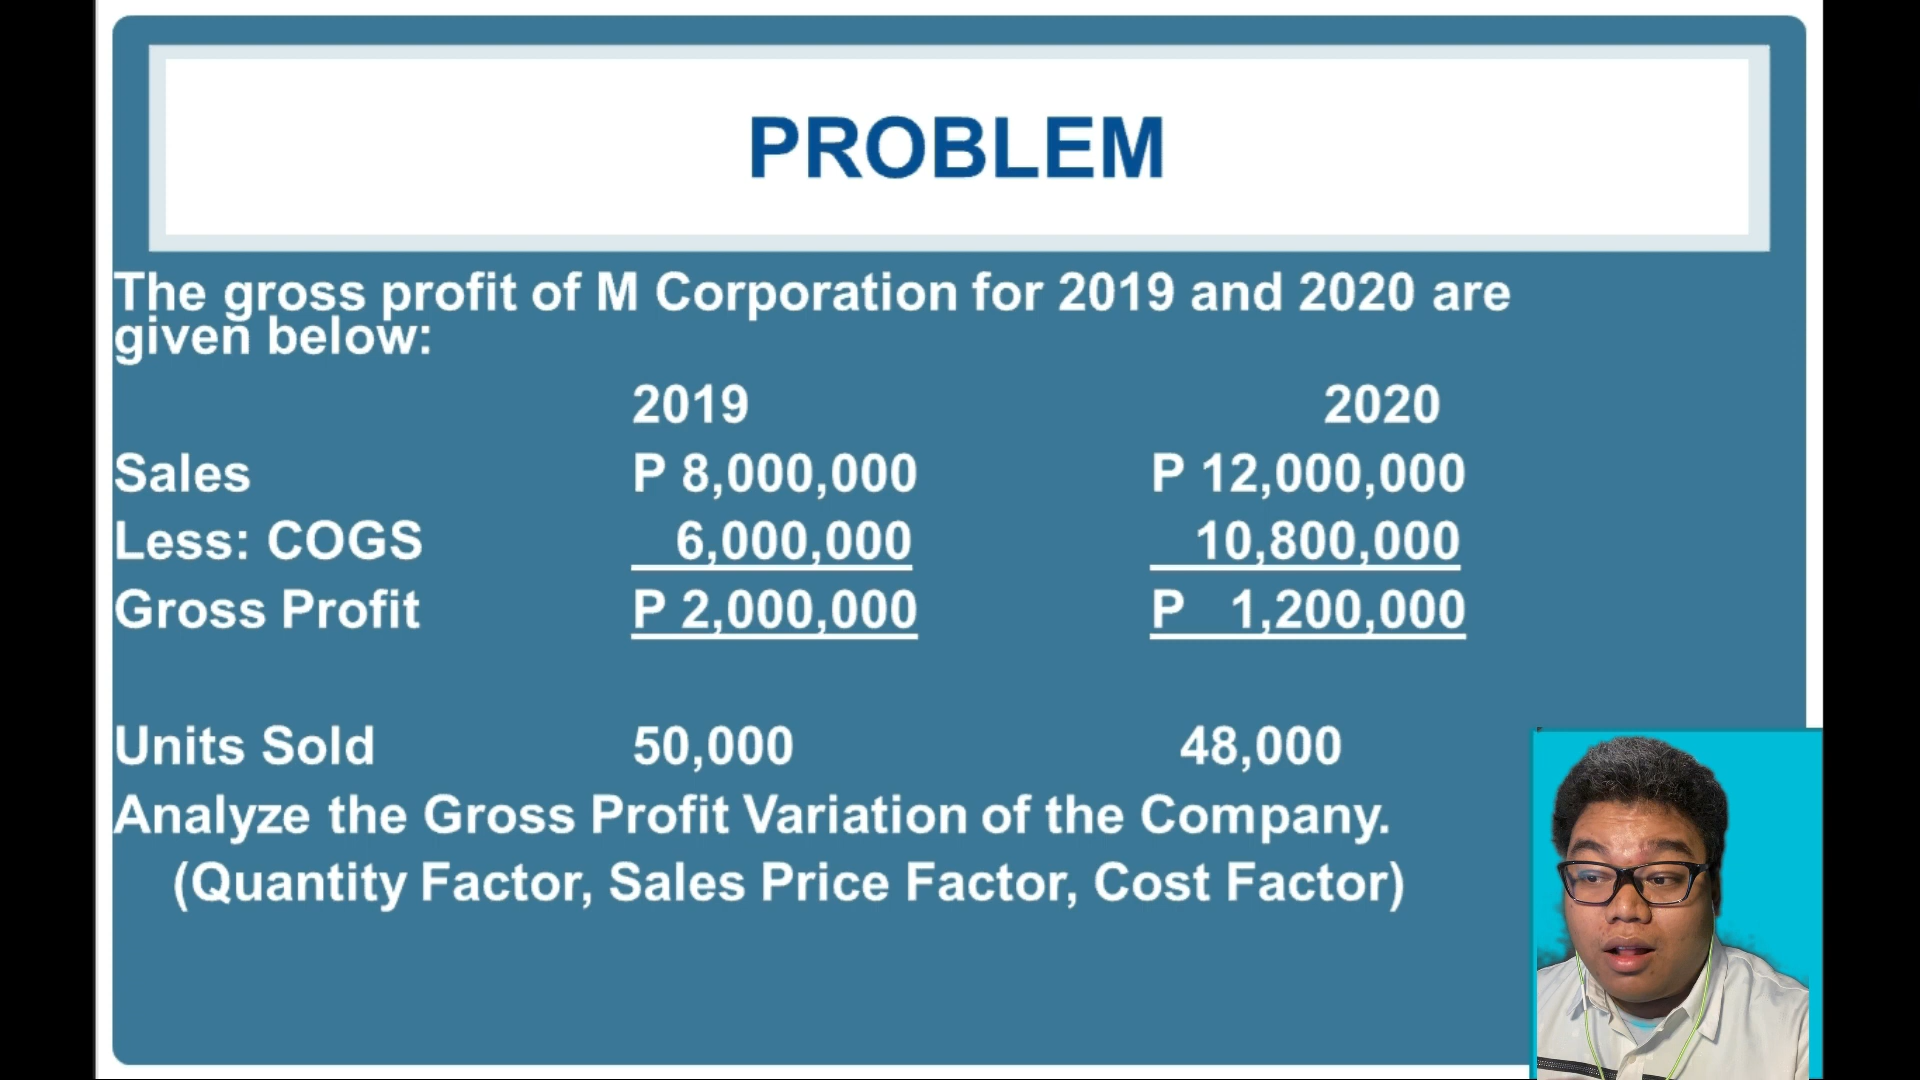 PROBLEM
The gross profit of M Corporation for 2019 and 2020 are
given below:
2019 2020
Sales P 8,000,000 P 12,000,000
Less: COGS 6,000,000 10,800,000
Gross Profit P 2,000,000 P 1,200,000
Units Sold 50,000 48,000
Analyze the Gross Profit Variation of the Company.
(Quantity Factor, Sales Price Factor, Cost Factor)